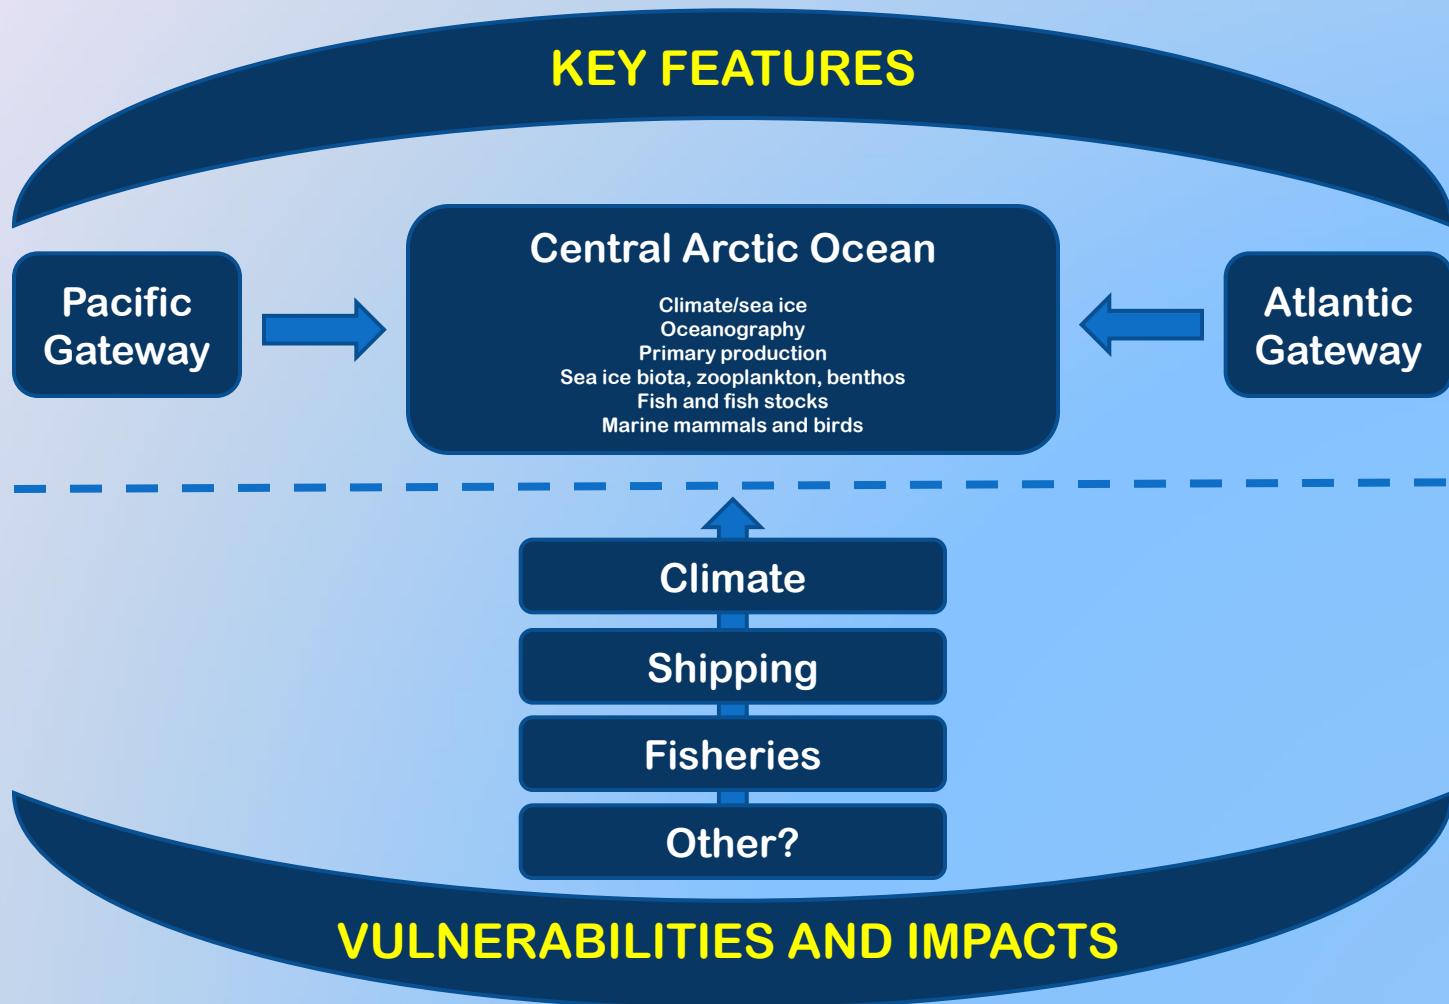 KEY FEATURES
Pacific
Gateway
Central Arctic Ocean
Climate/sea ice
Oceanography
Primary production
Sea ice biota, zooplankton, benthos
Fish and fish stocks
Marine mammals and birds
Atlantic
Gateway
Climate
Shipping
Fisheries
Other?
VULNERABILITIES AND IMPACTS